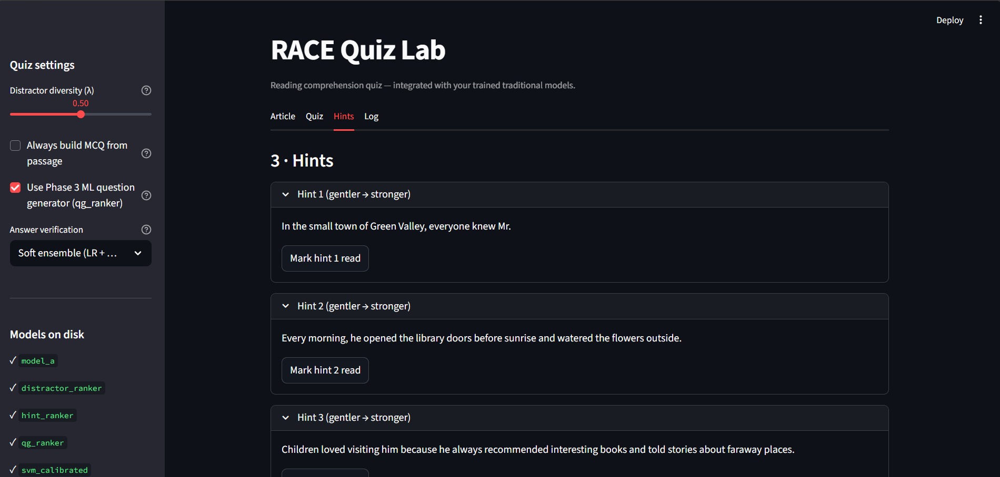 Deploy
Quiz settings
Distractor diversity (λ)
0.50
Always build MCQ from
passage
Use Phase 3 ML question
generator (qg_ranker)
Answer verification
Soft ensemble (LR + …
Models on disk
✓ model_a
✓ distractor_ranker
✓ hint_ranker
✓ qg_ranker
✓ svm_calibrated
RACE Quiz Lab
Reading comprehension quiz — integrated with your trained traditional models.
Article Quiz Hints Log
3 · Hints
Hint 1 (gentler → stronger)
In the small town of Green Valley, everyone knew Mr.
Mark hint 1 read
Hint 2 (gentler → stronger)
Every morning, he opened the library doors before sunrise and watered the flowers outside.
Mark hint 2 read
Hint 3 (gentler → stronger)
Children loved visiting him because he always recommended interesting books and told stories about faraway places.